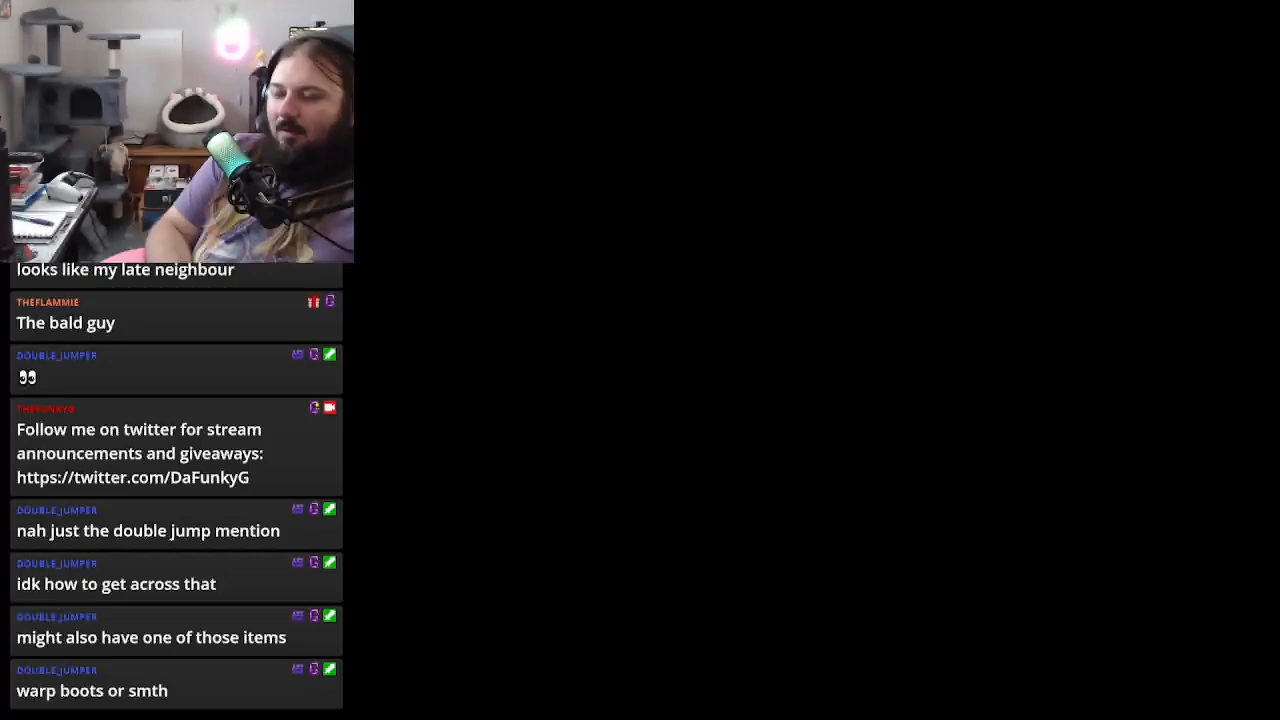 looks like my late neighbour
THEFLAMMIE
The bald guy
DOUBLE_JUMPER
👀
THEFUNKYG
Follow me on twitter for stream
announcements and giveaways:
https://twitter.com/DaFunkyG
DOUBLE_JUMPER
nah just the double jump mention
DOUBLE_JUMPER
idk how to get across that
DOUBLE_JUMPER
might also have one of those items
DOUBLE_JUMPER
warp boots or smth